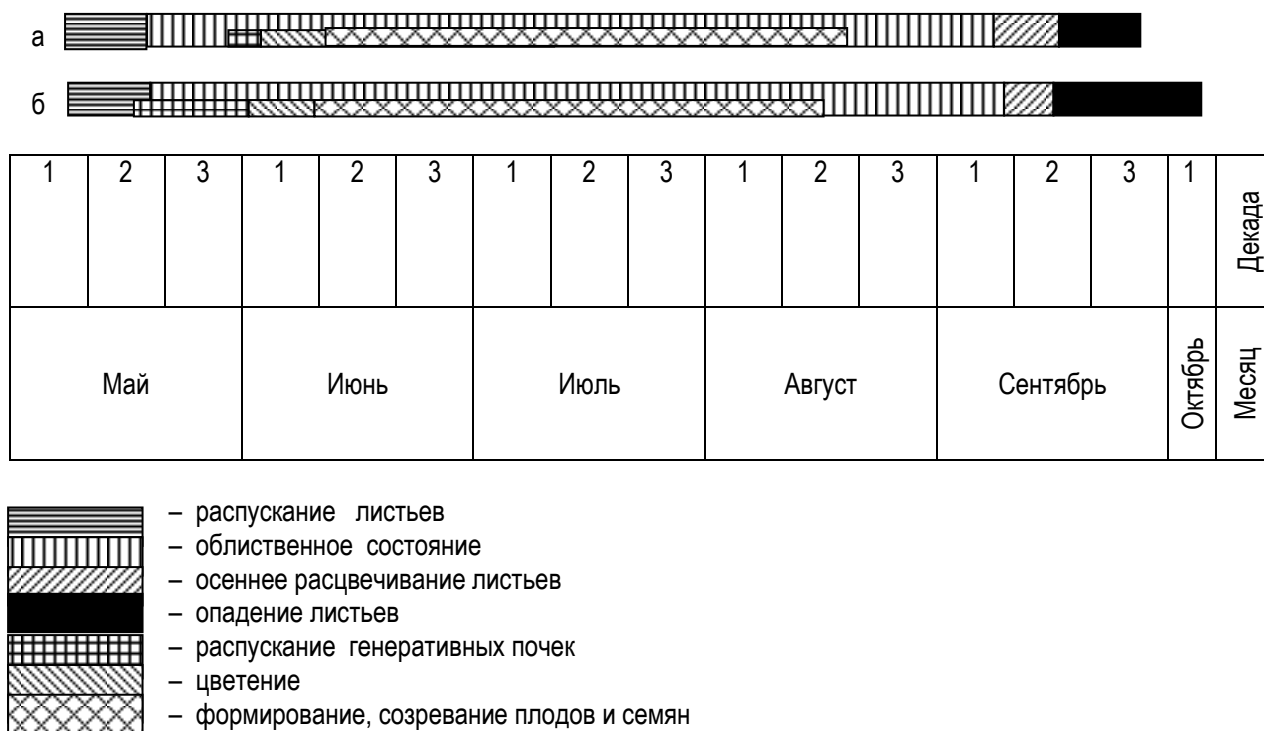 а
б
1 2 3 1 2 3 1 2 3 1 2 3 1 2 3 1 Декада
Май Июнь Июль Август Сентябрь Октябрь Месяц
– распускание листьев
– облиственное состояние
– осеннее расцвечивание листьев
– опадение листьев
– распускание генеративных почек
– цветение
– формирование, созревание плодов и семян